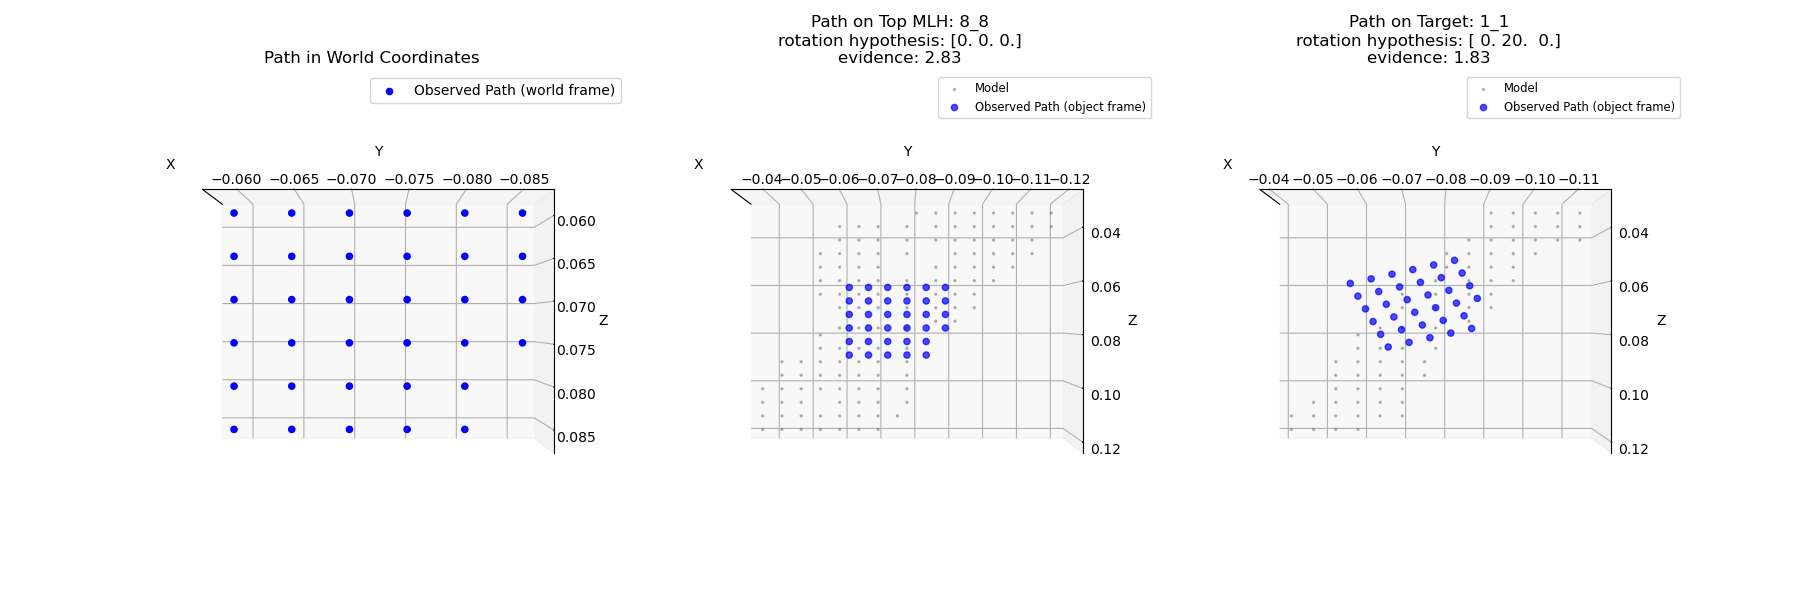 Path in World Coordinates
Observed Path (world frame)
X
Y
−0.060 −0.065 −0.070 −0.075 −0.080 −0.085
0.060
0.065
0.070
0.075
0.080
0.085
Z
Path on Top MLH: 8_8
rotation hypothesis: [0. 0. 0.]
evidence: 2.83
Model
Observed Path (object frame)
X
Y
−0.04 −0.05 −0.06 −0.07 −0.08 −0.09 −0.10 −0.11 −0.12
0.04
0.06
0.08
0.10
0.12
Z
Path on Target: 1_1
rotation hypothesis: [ 0. 20.  0.]
evidence: 1.83
Model
Observed Path (object frame)
X
Y
−0.04 −0.05 −0.06 −0.07 −0.08 −0.09 −0.10 −0.11
0.04
0.06
0.08
0.10
0.12
Z